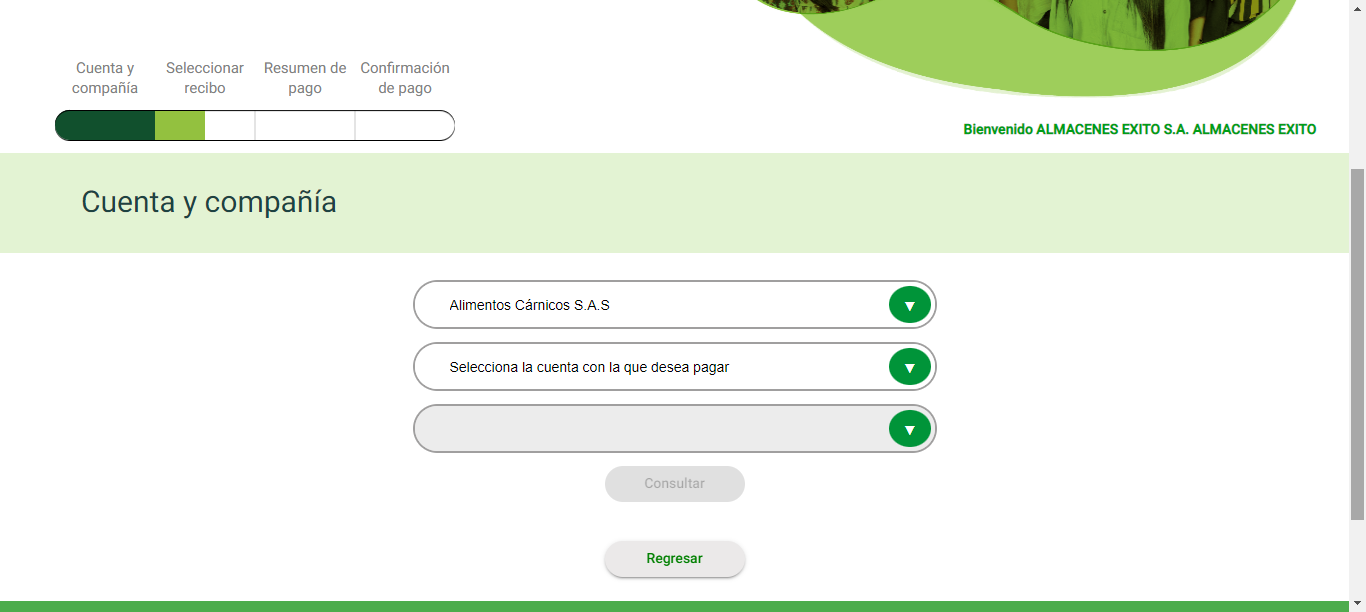 Cuenta y
compañía
Seleccionar
recibo
Resumen de
pago
Confirmación
de pago
Bienvenido ALMACENES EXITO S.A. ALMACENES EXITO
Cuenta y compañía
Alimentos Cárnicos S.A.S
Selecciona la cuenta con la que desea pagar
Consultar
Regresar